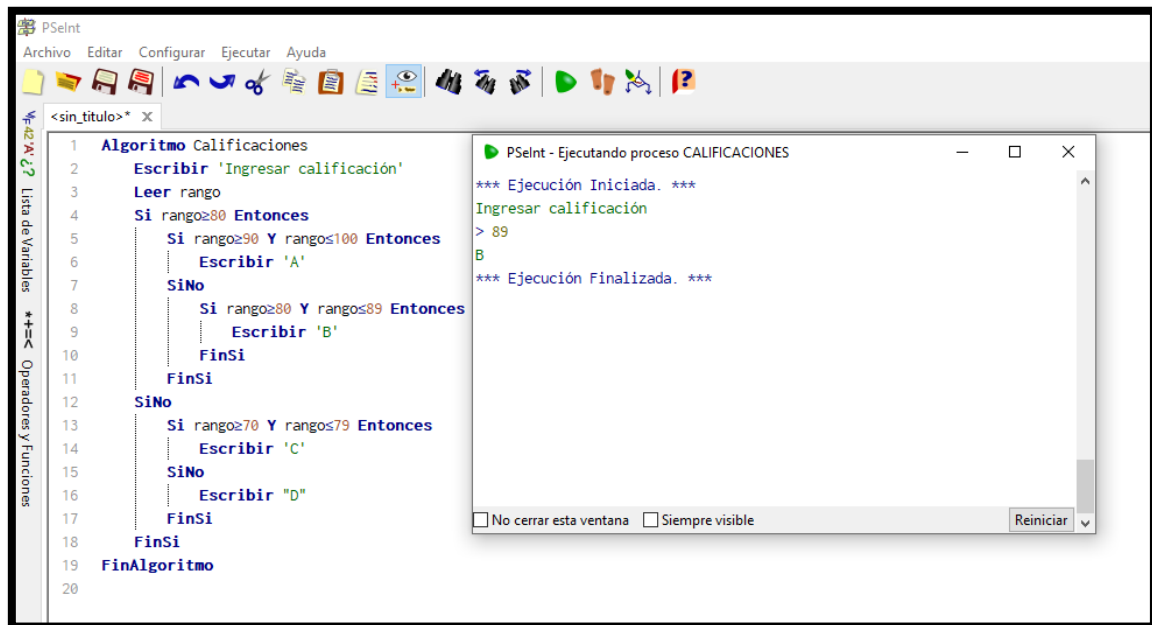 PSeInt
Archivo Editar Configurar Ejecutar Ayuda
<sin_titulo>* X
Lista de Variables
*+=< Operadores y Funciones
1 Algoritmo Calificaciones
2 Escribir 'Ingresar calificación'
3 Leer rango
4 Si rango≥80 Entonces
5 Si rango≥90 Y rango≤100 Entonces
6 Escribir 'A'
7 SiNo
8 Si rango≥80 Y rango≤89 Entonces
9 Escribir 'B'
10 FinSi
11 FinSi
12 SiNo
13 Si rango≥70 Y rango≤79 Entonces
14 Escribir 'C'
15 SiNo
16 Escribir "D"
17 FinSi
18 FinSi
19 FinAlgoritmo
20
PSeInt - Ejecutando proceso CALIFICACIONES
*** Ejecución Iniciada. ***
Ingresar calificación
> 89
B
*** Ejecución Finalizada. ***
No cerrar esta ventana Siempre visible Reiniciar